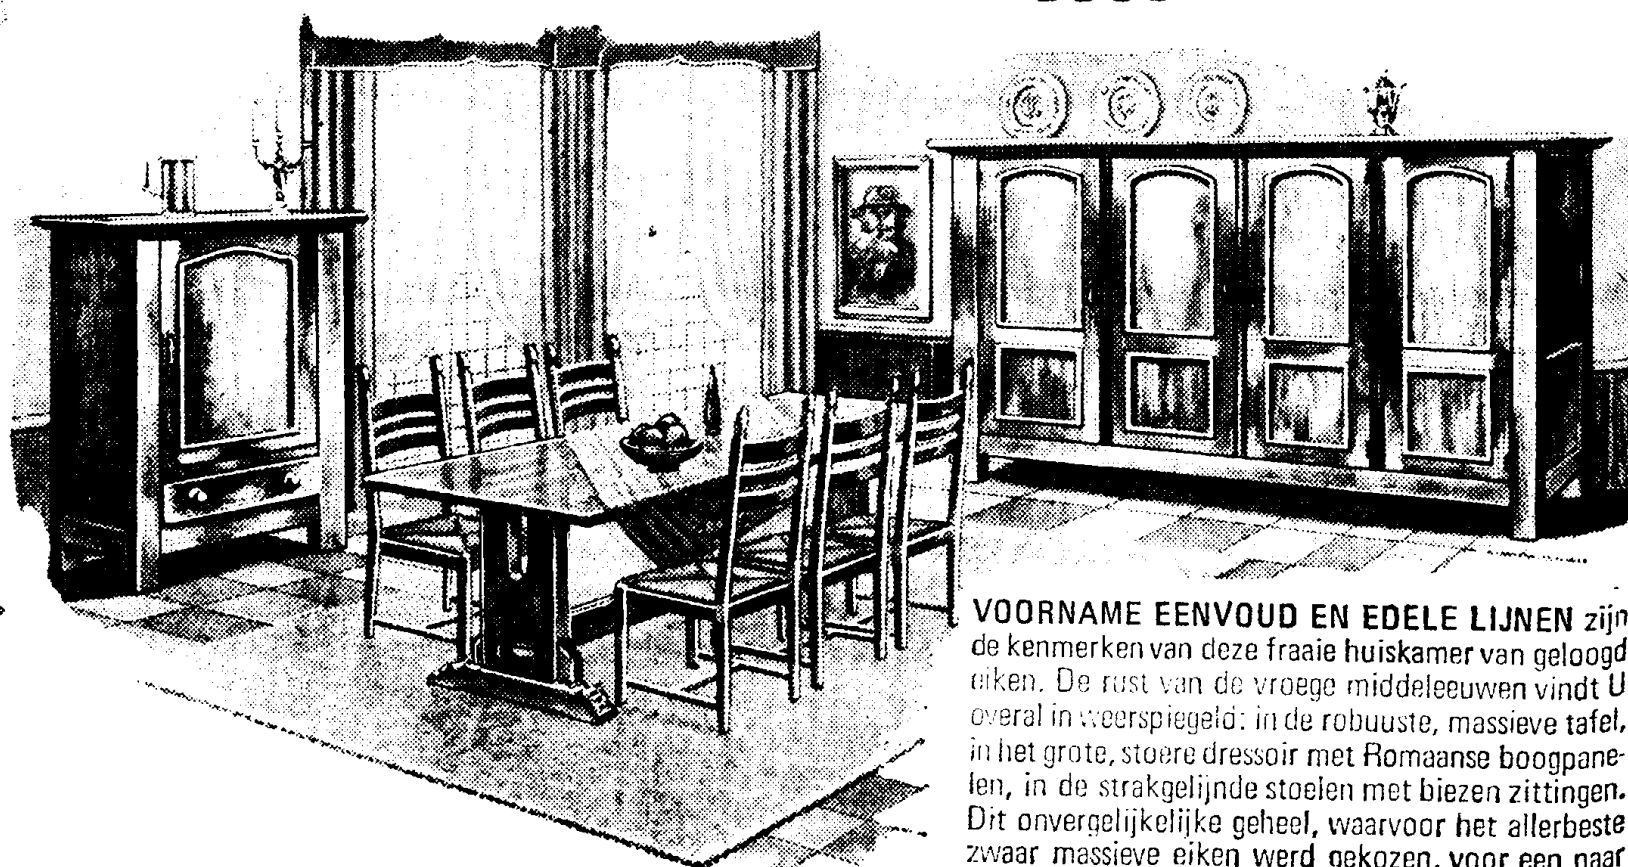 VOORNAME EENVOUD EN EDELE LIJNEN zijn
de kenmerken van deze fraaie huiskamer van geloogd
eiken. De rust van de vroege middeleeuwen vindt U
overal in weerspiegeld: in de robuuste, massieve tafel,
in het grote, stoere dressoir met Romaanse boogpane-
len, in de strakgelijnde stoelen met biezen zittingen.
Dit onvergelijkelijke geheel, waarvoor het allerbeste
zwaar massieve eiken werd gekozen, voor een paar